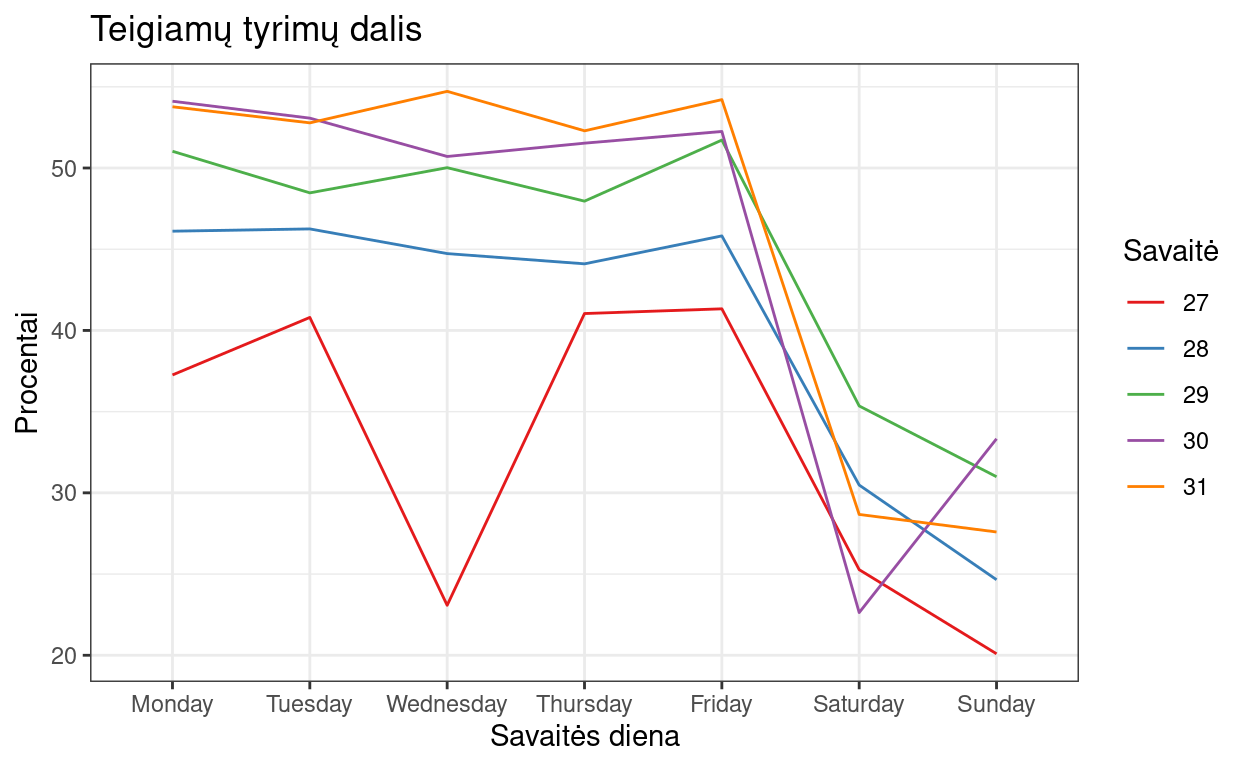 Teigiamų tyrimų dalis
Procentai
50
40
30
20
Monday Tuesday Wednesday Thursday Friday Saturday Sunday
Savaitės diena
Savaitė
27
28
29
30
31